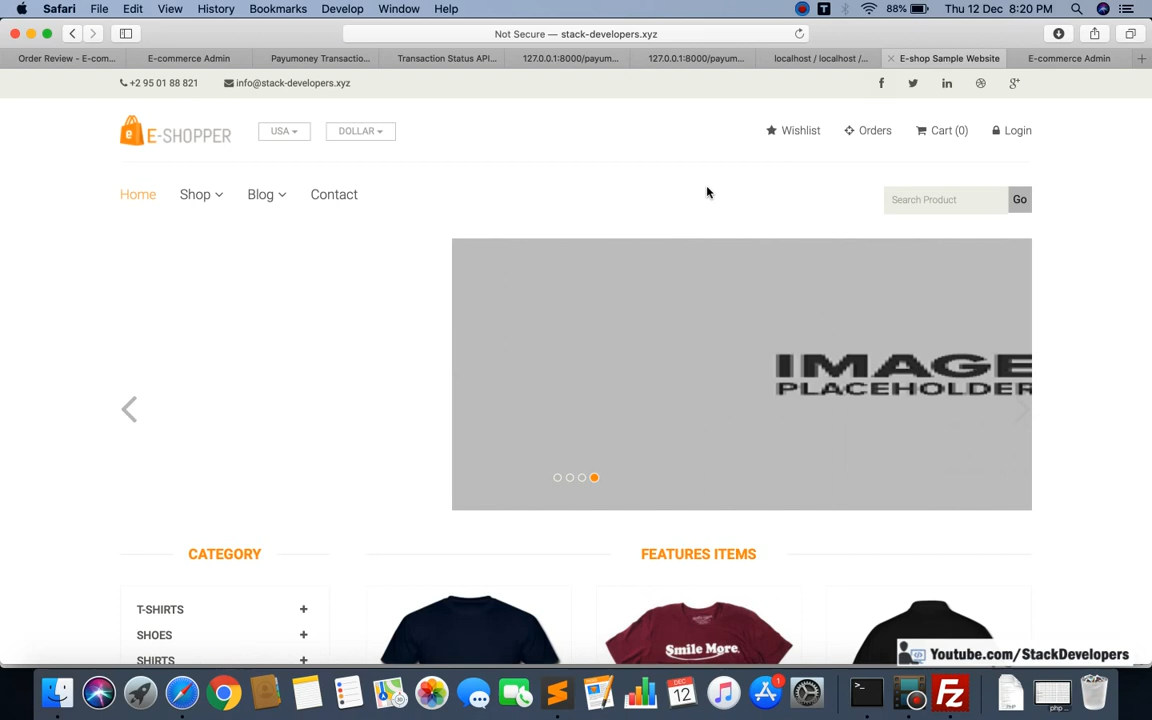 Safari File Edit View History Bookmarks Develop Window Help 88% Thu 12 Dec 8:20 PM
Not Secure — stack-developers.xyz
Order Review - E-com... E-commerce Admin Payumoney Transactio... Transaction Status API... 127.0.0.1:8000/payum... 127.0.0.1:8000/payum... localhost / localhost /... E-shop Sample Website E-commerce Admin
+2 95 01 88 821 info@stack-developers.xyz
E-SHOPPER USA DOLLAR Wishlist Orders Cart (0) Login
Home Shop Blog Contact
Search Product Go
IMAGE
PLACEHOLDER
CATEGORY FEATURES ITEMS
T-SHIRTS +
SHOES +
SHIRTS +
Smile More.
Youtube.com/StackDevelopers
12
1